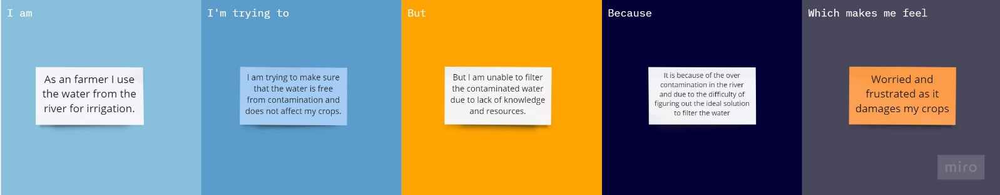 I am
As an farmer I use
the water from the
river for irrigation.
I'm trying to
I am trying to make sure
that the water is free
from contamination and
does not affect my crops.
But
But I am unable to filter
the contaminated water
due to lack of knowledge
and resources.
Because
It is because of the over
contamination in the river
and due to the difficulty of
figuring out the ideal solution
to filter the water
Which makes me feel
Worried and
frustrated as it
damages my crops
miro